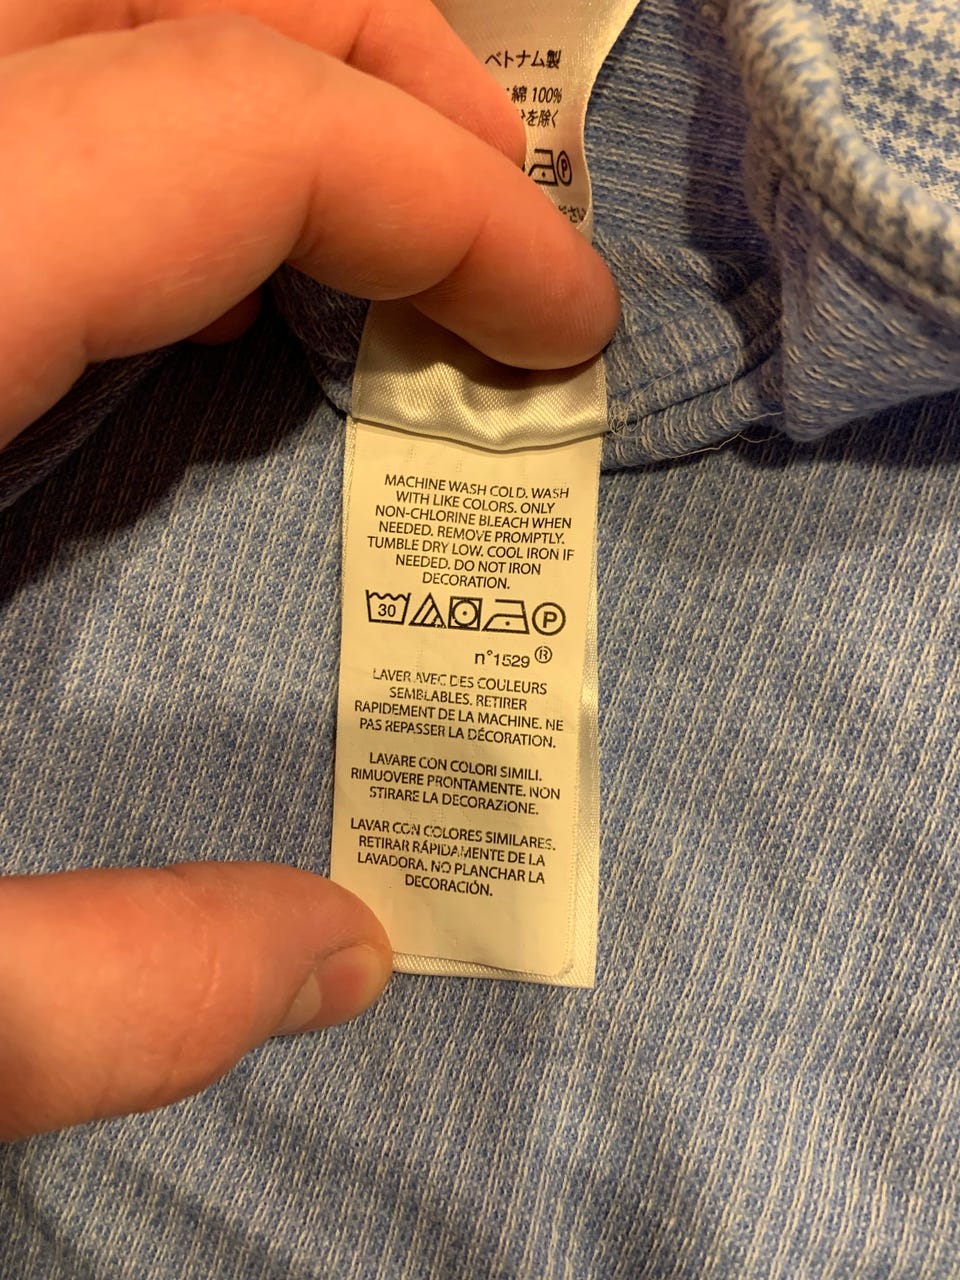 ベトナム製
綿 100%
を除く
P
ださい
MACHINE WASH COLD. WASH
WITH LIKE COLORS. ONLY
NON-CHLORINE BLEACH WHEN
NEEDED. REMOVE PROMPTLY.
TUMBLE DRY LOW. COOL IRON IF
NEEDED. DO NOT IRON
DECORATION.
30 P
n°1529 ®
LAVER AVEC DES COULEURS
SEMBLABLES. RETIRER
RAPIDEMENT DE LA MACHINE. NE
PAS REPASSER LA DÉCORATION.
LAVARE CON COLORI SIMILI.
RIMUOVERE PRONTAMENTE. NON
STIRARE LA DECORAZIONE.
LAVAR CON COLORES SIMILARES.
RETIRAR RÁPIDAMENTE DE LA
LAVADORA. NO PLANCHAR LA
DECORACIÓN.